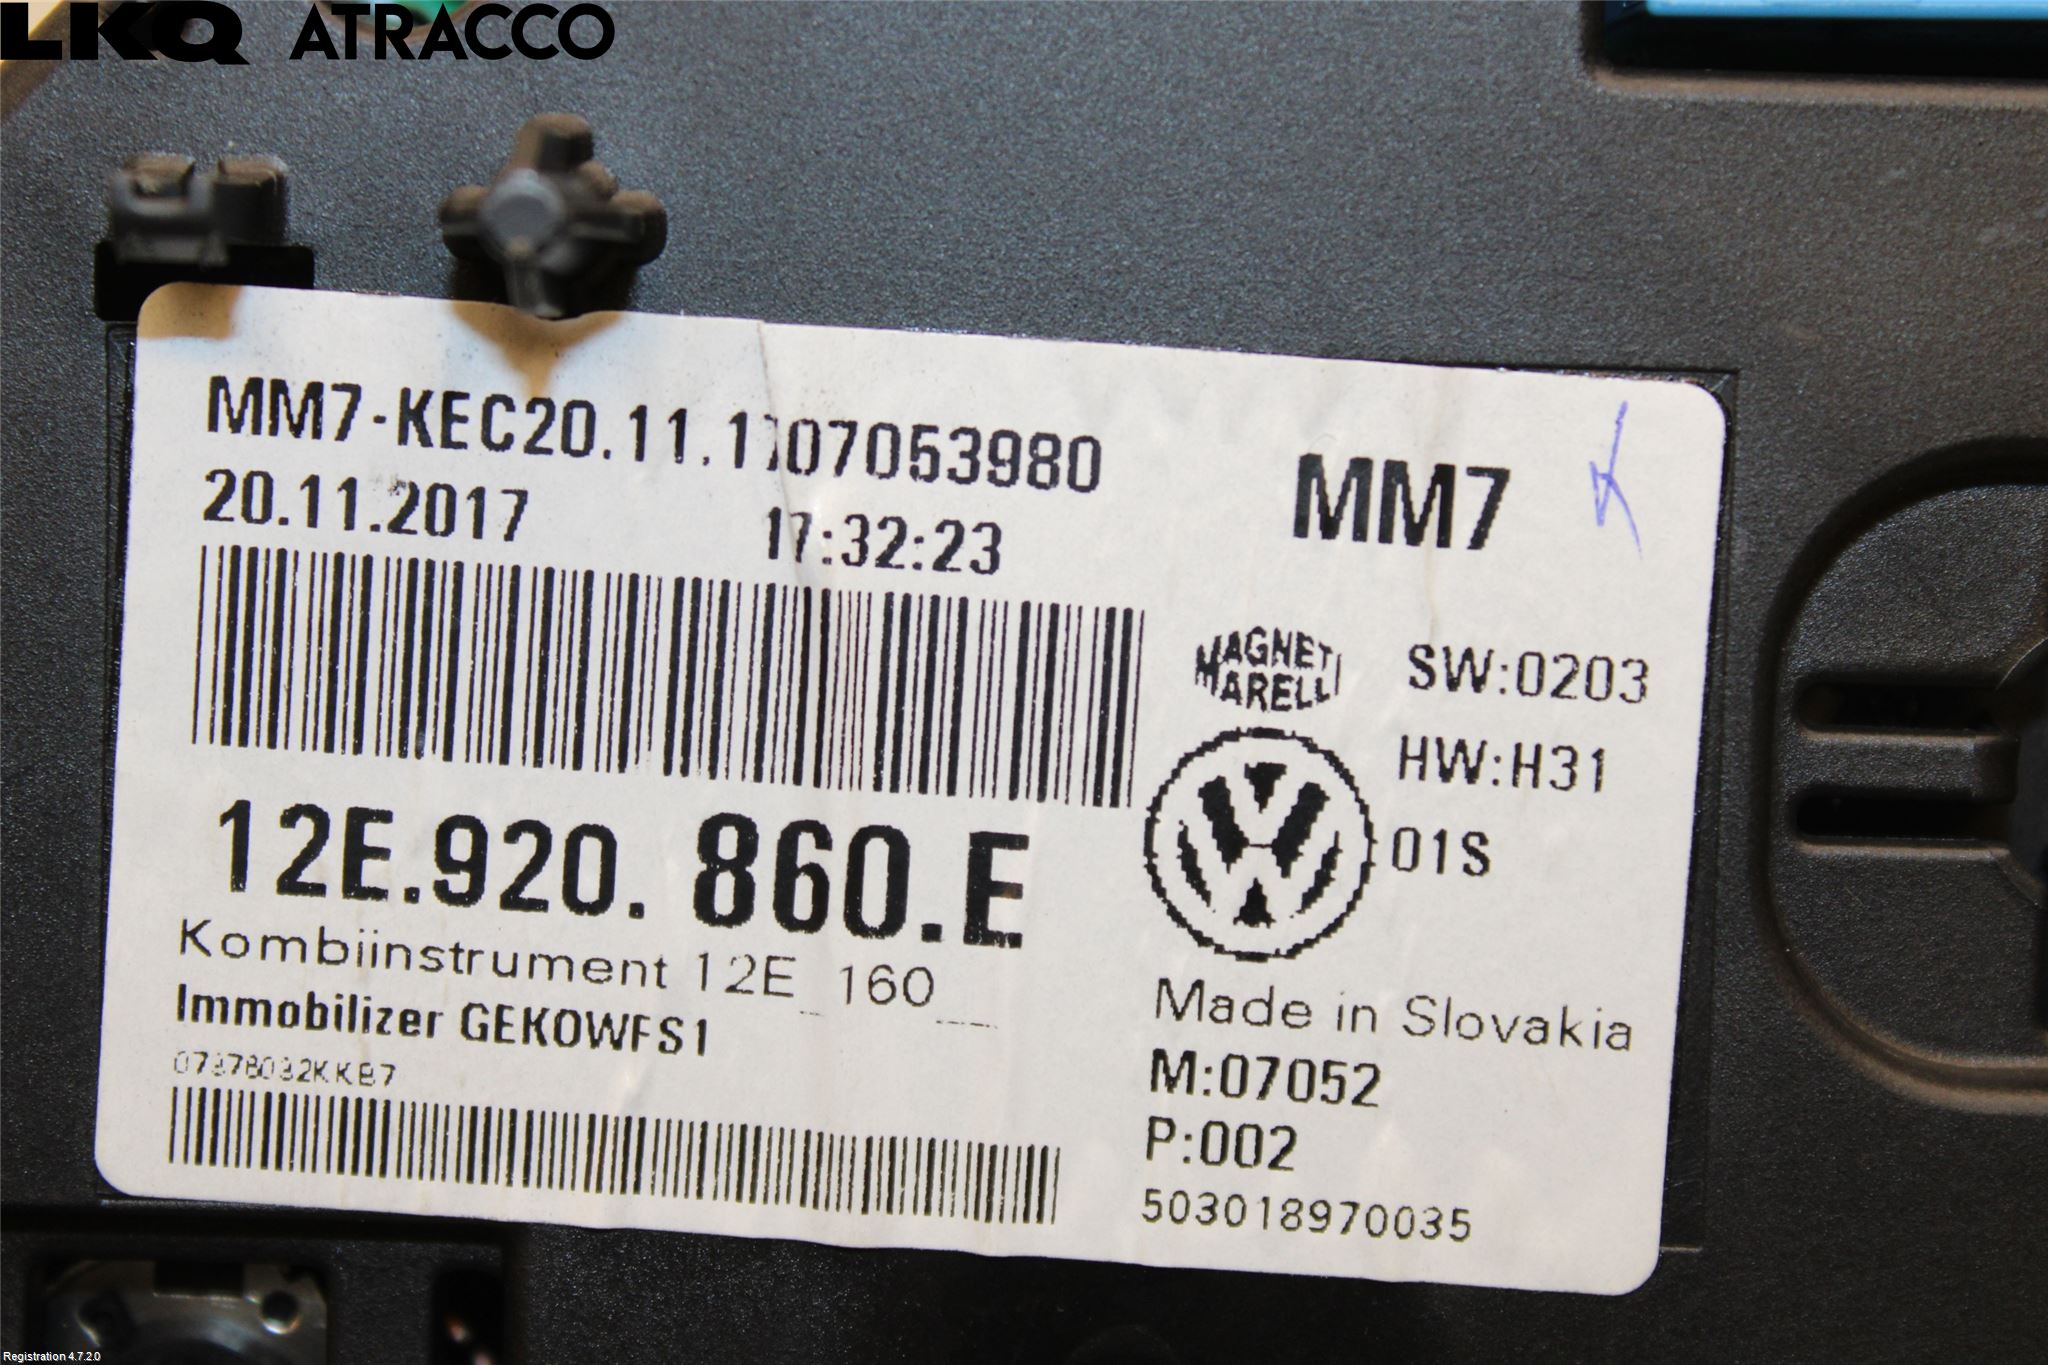 LKQ ATRACCO
MM7-KEC20.11.1707053980
20.11.2017 17:32:23
MM7
MAGNETI
MARELLI
SW:0203
HW:H31
01S
12E.920. 860.E
Kombiinstrument 12E 160
Immobilizer GEKOWFS1
Made in Slovakia
M:07052
P:002
503018970035
Registration 4.7.2.0